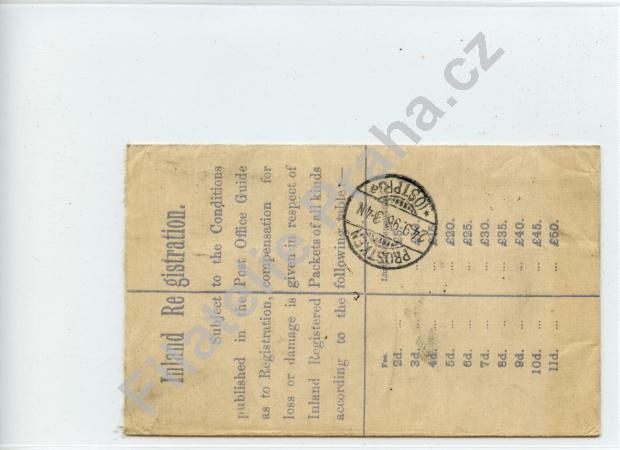 Inland Registration.
Subject to the Conditions
published in the Post Office Guide
as to Registration, compensation for
loss or damage is given in respect of
Inland Registered Packets of all kinds
according to the following table:
Fee.
2d. ...
3d. ...
4d. ...
5d. ... £20.
6d. ... £25.
7d. ... £30.
8d. ... £35.
9d. ... £40.
10d. ... £45.
11d. ... £50.
PROSTKEN
*(OSTPR.)a
Filatelie Praha.cz